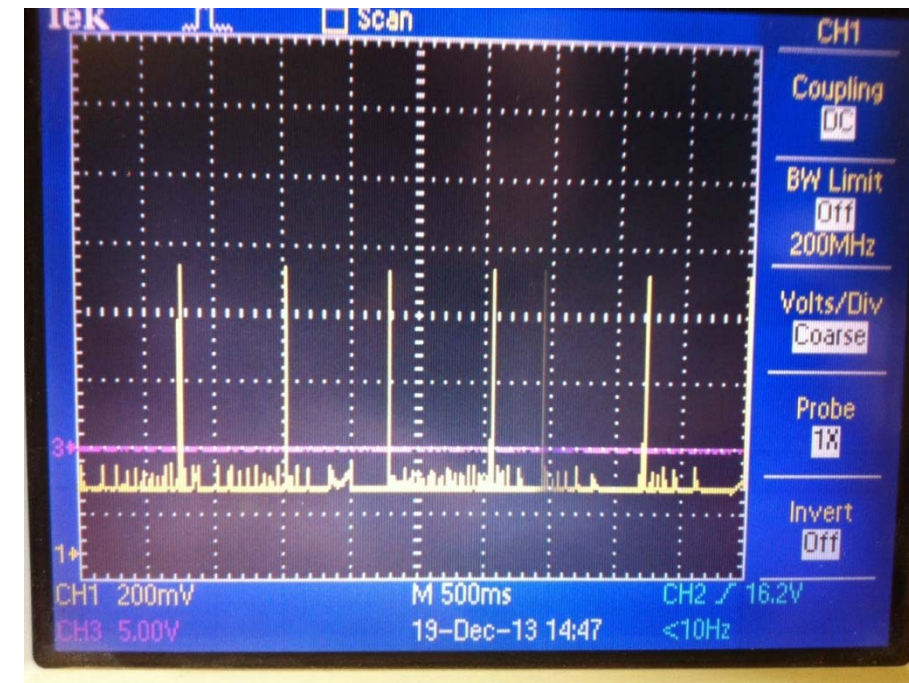 Tek Scan
CH1
Coupling
DC
BW Limit
Off
200MHz
Volts/Div
Coarse
Probe
1X
Invert
Off
3
1
CH1 200mV M 500ms CH2 16.2V
CH3 5.00V 19-Dec-13 14:47 <10Hz